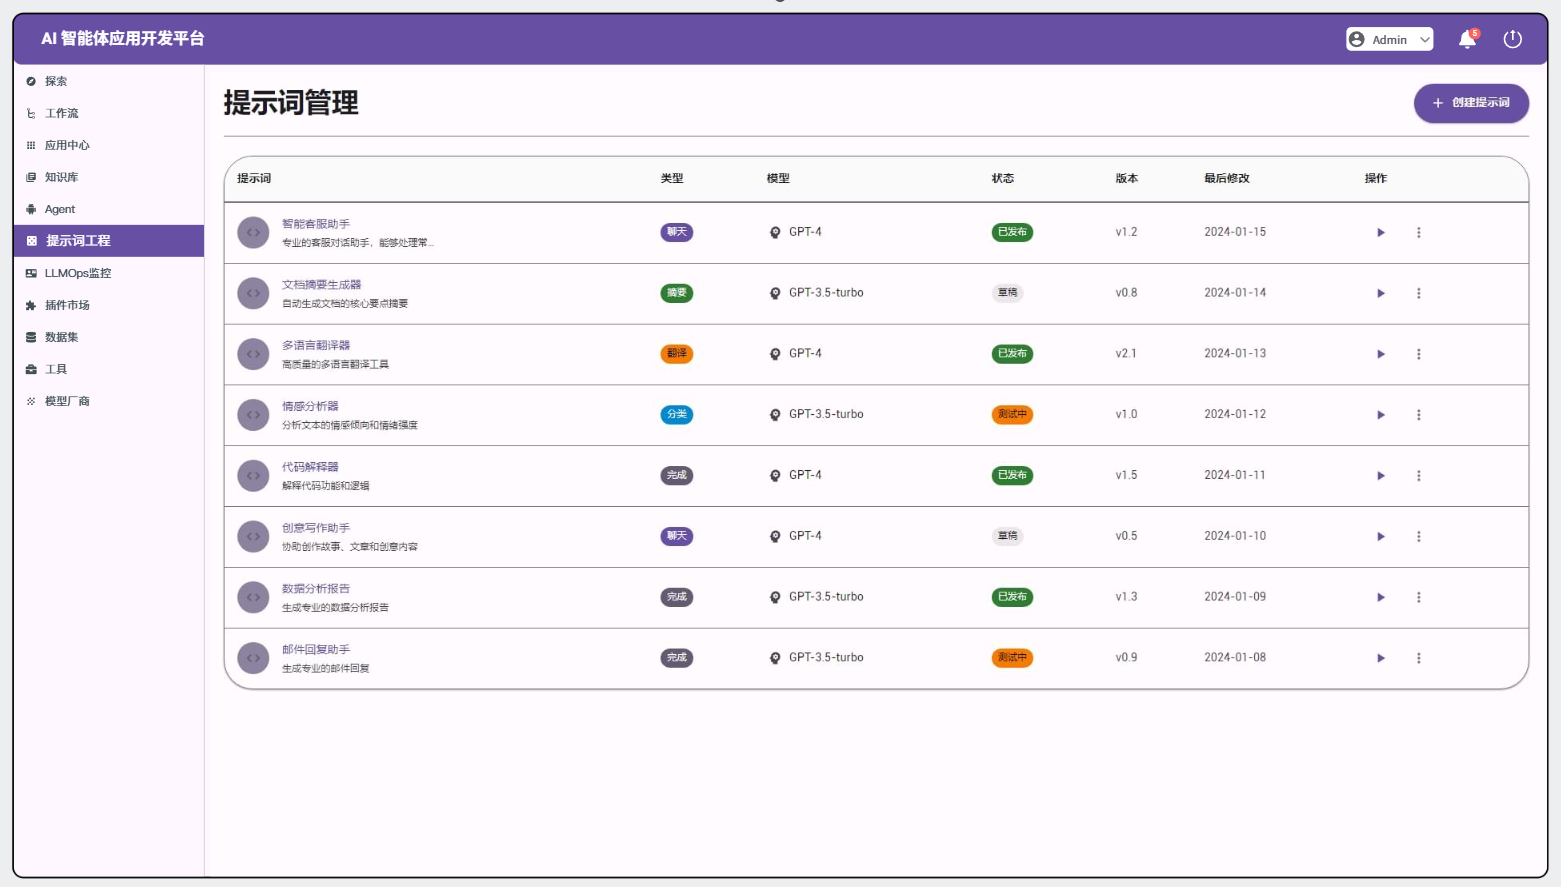 AI 智能体应用开发平台
Admin
5
探索
工作流
应用中心
知识库
Agent
提示词工程
LLMOps监控
插件市场
数据集
工具
模型厂商
提示词管理
+ 创建提示词
提示词 类型 模型 状态 版本 最后修改 操作
智能客服助手
专业的客服对话助手，能够处理常...
聊天 GPT-4 已发布 v1.2 2024-01-15
文档摘要生成器
自动生成文档的核心要点摘要
摘要 GPT-3.5-turbo 草稿 v0.8 2024-01-14
多语言翻译器
高质量的多语言翻译工具
翻译 GPT-4 已发布 v2.1 2024-01-13
情感分析器
分析文本的情感倾向和情绪强度
分类 GPT-3.5-turbo 测试中 v1.0 2024-01-12
代码解释器
解释代码功能和逻辑
完成 GPT-4 已发布 v1.5 2024-01-11
创意写作助手
协助创作故事、文章和创意内容
聊天 GPT-4 草稿 v0.5 2024-01-10
数据分析报告
生成专业的数据分析报告
完成 GPT-3.5-turbo 已发布 v1.3 2024-01-09
邮件回复助手
生成专业的邮件回复
完成 GPT-3.5-turbo 测试中 v0.9 2024-01-08